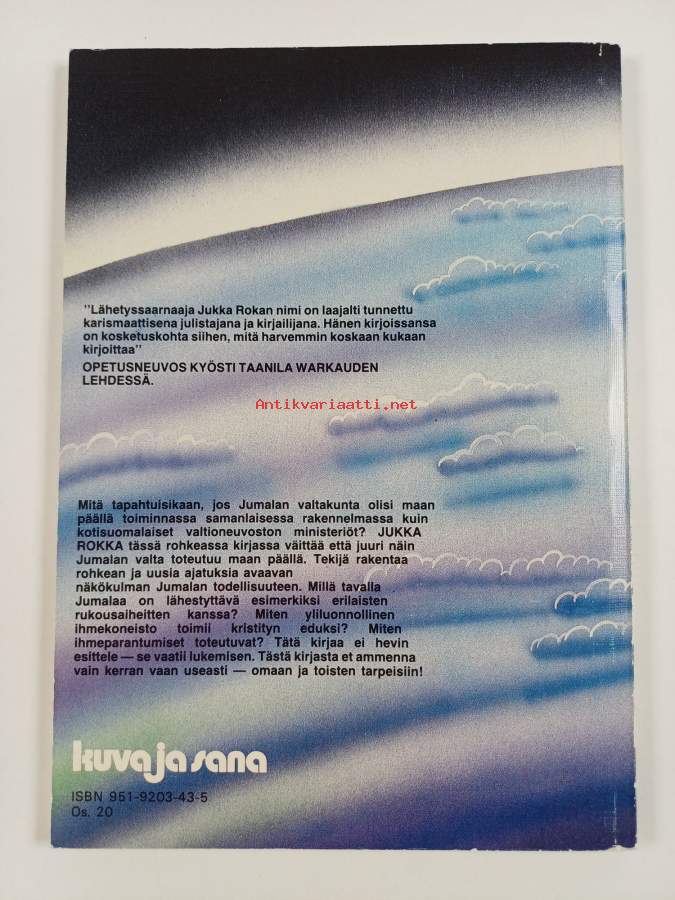 "Lähetyssaarnaaja Jukka Rokan nimi on laajalti tunnettu
karismaattisena julistajana ja kirjailijana. Hänen kirjoissansa
on kosketuskohta siihen, mitä harvemmin koskaan kukaan
kirjoittaa"
OPETUSNEUVOS KYÖSTI TAANILA WARKAUDEN
LEHDESSÄ.
Antikvariaatti.net
Mitä tapahtuisikaan, jos Jumalan valtakunta olisi maan
päällä toiminnassa samanlaisessa rakennelmassa kuin
kotisuomalaiset valtioneuvoston ministeriöt? JUKKA
ROKKA tässä rohkeassa kirjassa väittää että juuri näin
Jumalan valta toteutuu maan päällä. Tekijä rakentaa
rohkean ja uusia ajatuksia avaavan
näkökulman Jumalan todellisuuteen. Millä tavalla
Jumalaa on lähestyttävä esimerkiksi erilaisten
rukousaiheitten kanssa? Miten yliluonnollinen
ihmekoneisto toimii kristityn eduksi? Miten
ihmeparantumiset toteutuvat? Tätä kirjaa ei hevin
esittele — se vaatii lukemisen. Tästä kirjasta et ammenna
vain kerran vaan useasti — omaan ja toisten tarpeisiin!
kuva ja sana
ISBN 951-9203-43-5
Os. 20